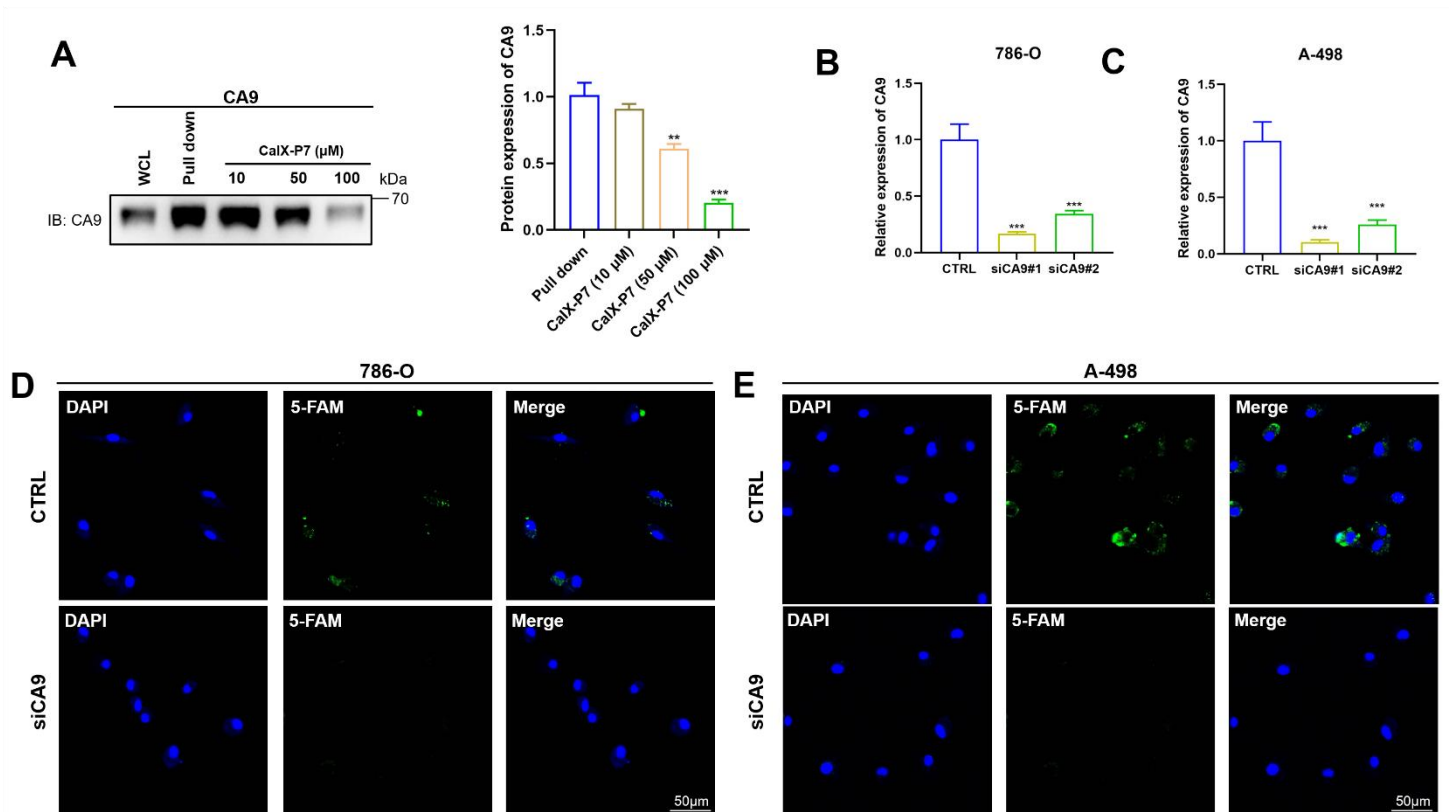 A
CA9
WCL
Pull down
CalX-P7 (µM)
10 50 100 kDa
70
IB: CA9
Protein expression of CA9
1.5
1.0
0.5
0.0
**
***
Pull down
CalX-P7 (10 µM)
CalX-P7 (50 µM)
CalX-P7 (100 µM)
B
786-O
Relative expression of CA9
1.5
1.0
0.5
0.0
***
***
CTRL siCA9#1 siCA9#2
C
A-498
Relative expression of CA9
1.5
1.0
0.5
0.0
***
***
CTRL siCA9#1 siCA9#2
D
786-O
CTRL
DAPI 5-FAM Merge
siCA9
DAPI 5-FAM Merge
50µm
E
A-498
CTRL
DAPI 5-FAM Merge
siCA9
DAPI 5-FAM Merge
50µm